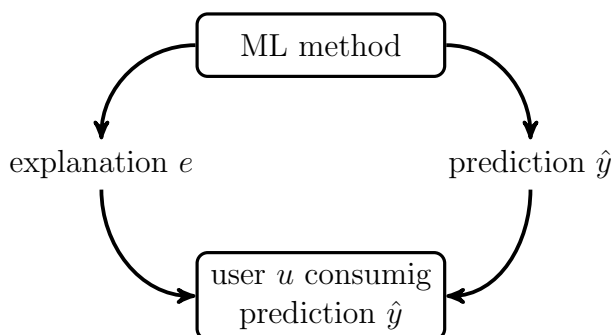 ML method
explanation e
prediction ŷ
user u consumig
prediction ŷ